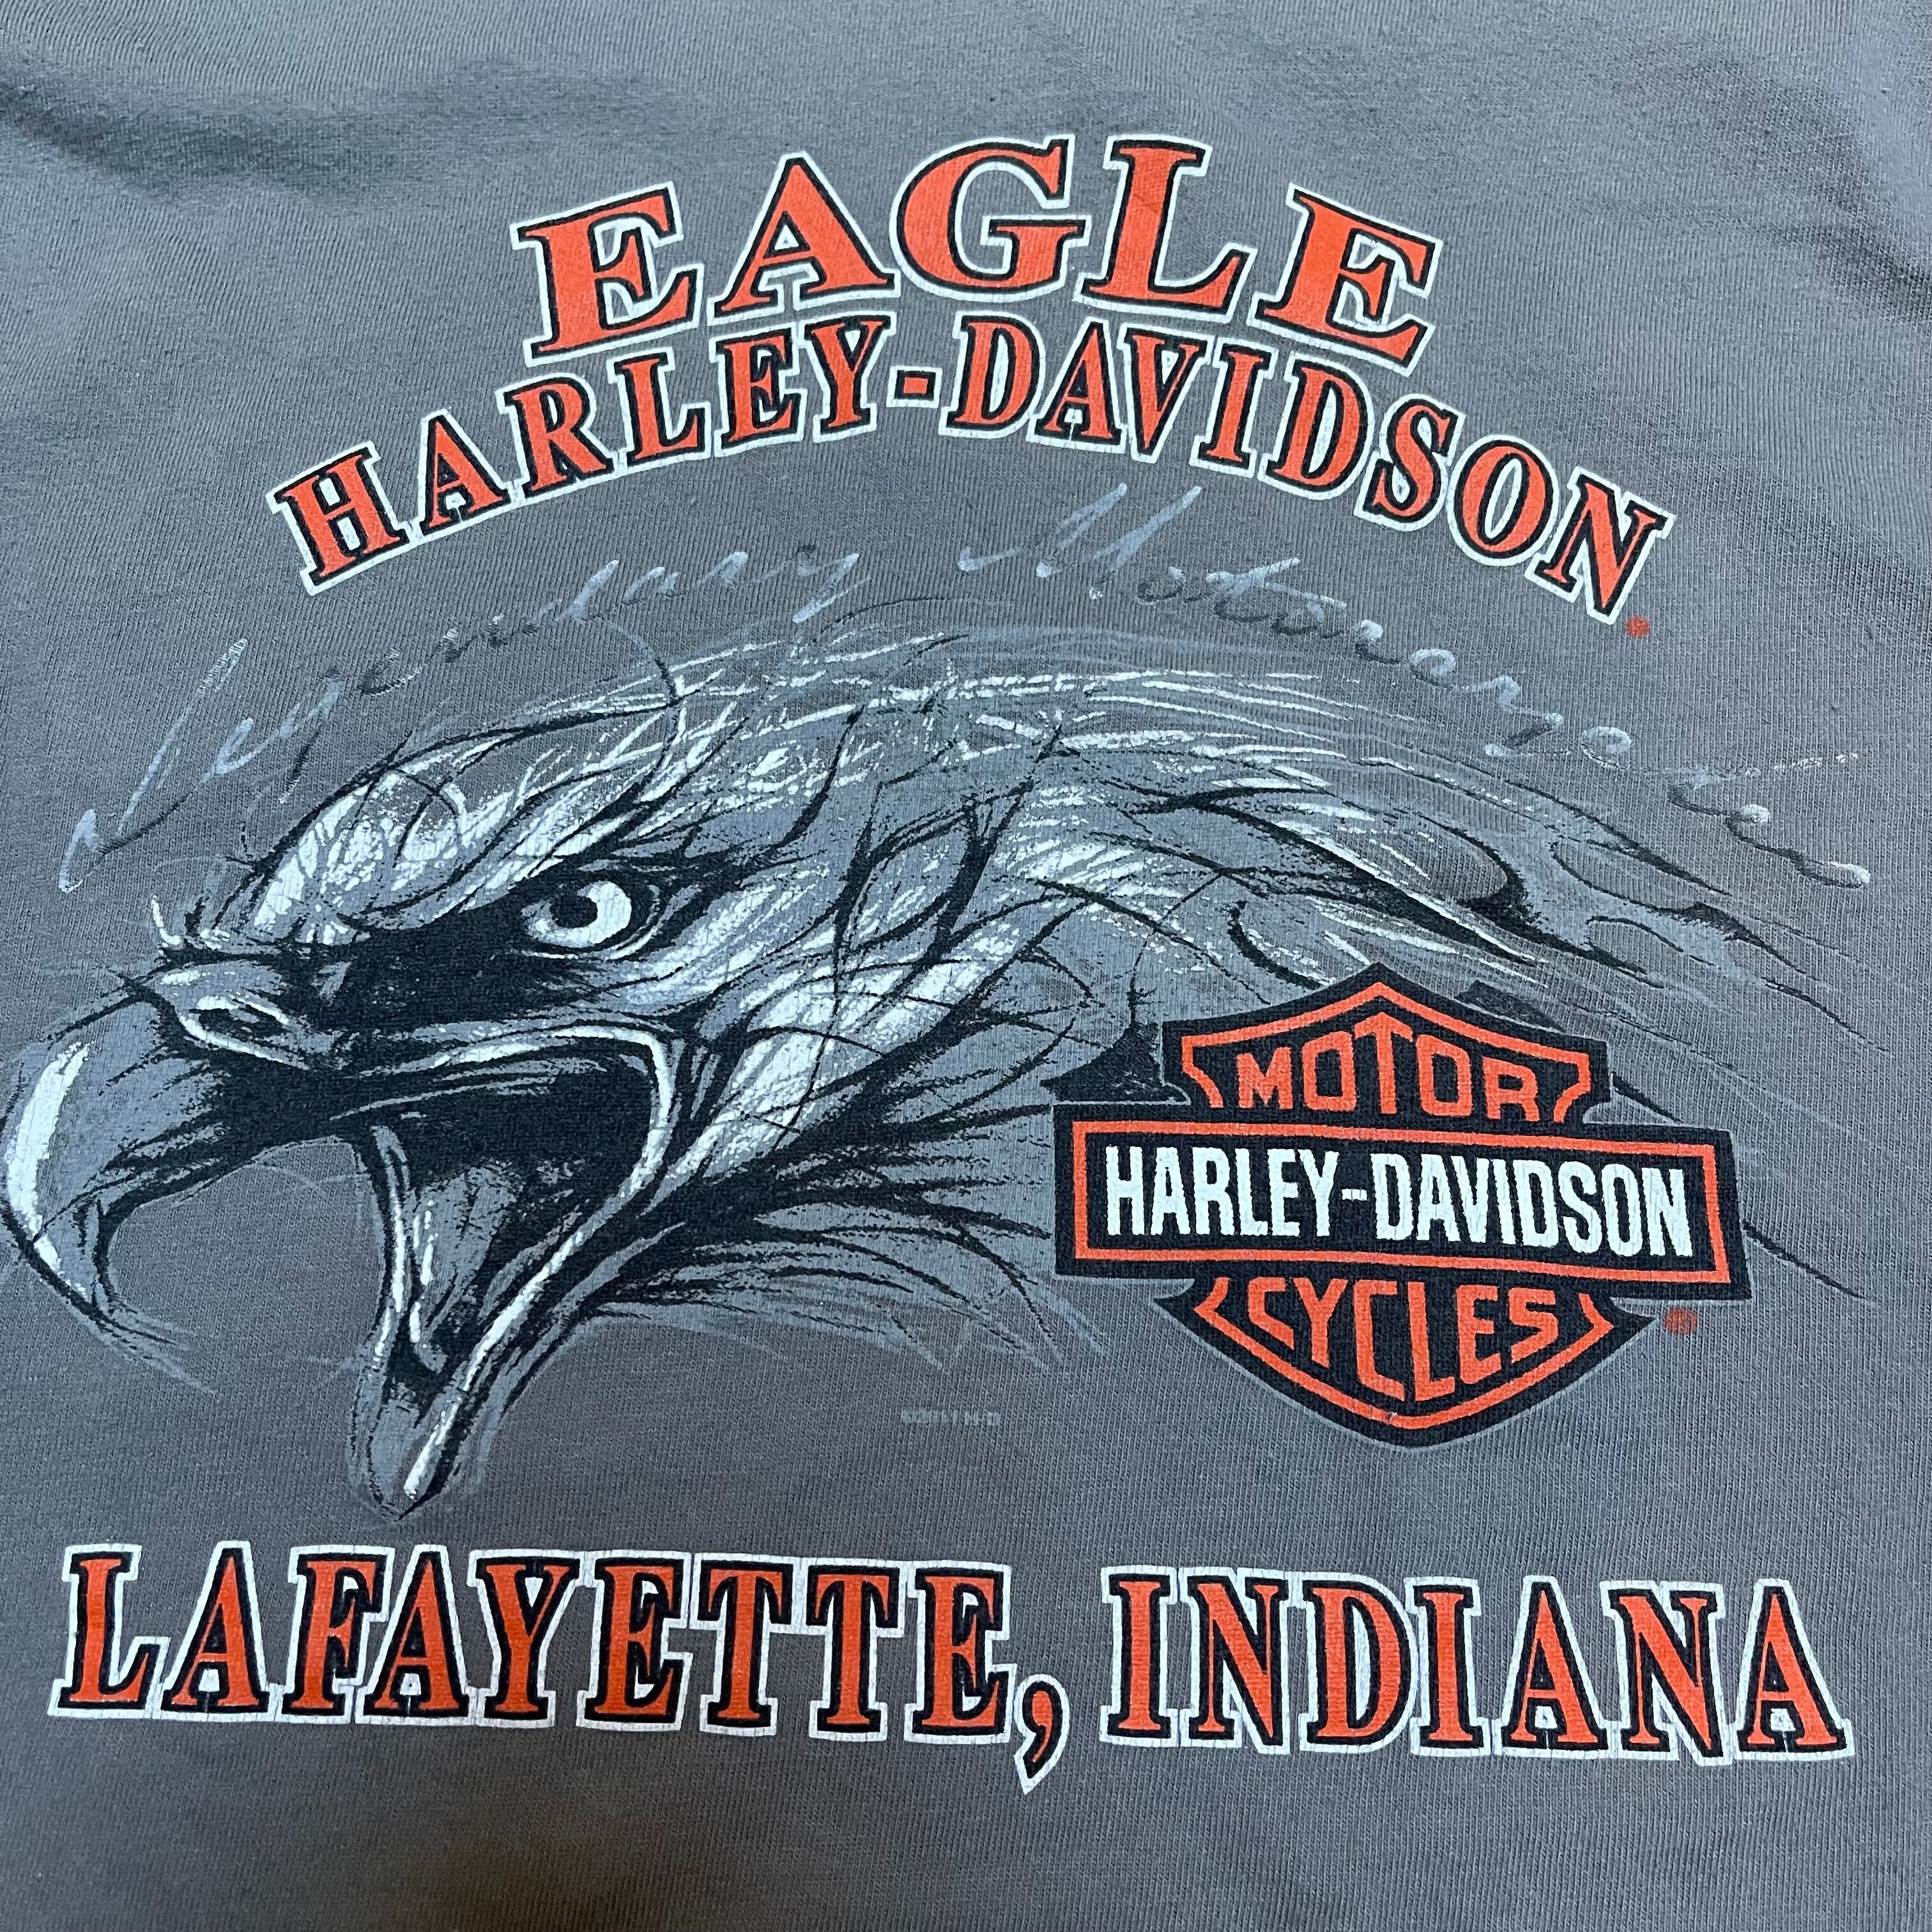 EAGLE
HARLEY-DAVIDSON®
Legendary Motorcycles
MOTOR
HARLEY-DAVIDSON
CYCLES
®
LAFAYETTE, INDIANA